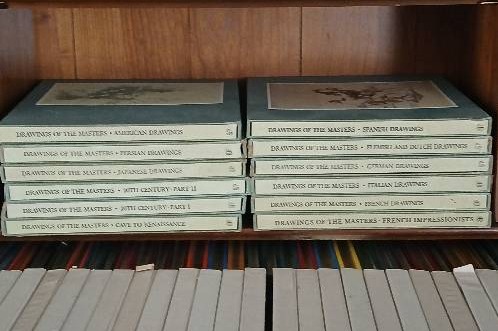 DRAWINGS OF THE MASTERS • AMERICAN DRAWINGS
DRAWINGS OF THE MASTERS • PERSIAN DRAWINGS
DRAWINGS OF THE MASTERS • JAPANESE DRAWINGS
DRAWINGS OF THE MASTERS • 20TH CENTURY • PART II
DRAWINGS OF THE MASTERS • 20TH CENTURY • PART I
DRAWINGS OF THE MASTERS • CAVE TO RENAISSANCE
DRAWINGS OF THE MASTERS • SPANISH DRAWINGS
DRAWINGS OF THE MASTERS • FLEMISH AND DUTCH DRAWINGS
DRAWINGS OF THE MASTERS • GERMAN DRAWINGS
DRAWINGS OF THE MASTERS • ITALIAN DRAWINGS
DRAWINGS OF THE MASTERS • FRENCH DRAWINGS
DRAWINGS OF THE MASTERS • FRENCH IMPRESSIONISTS